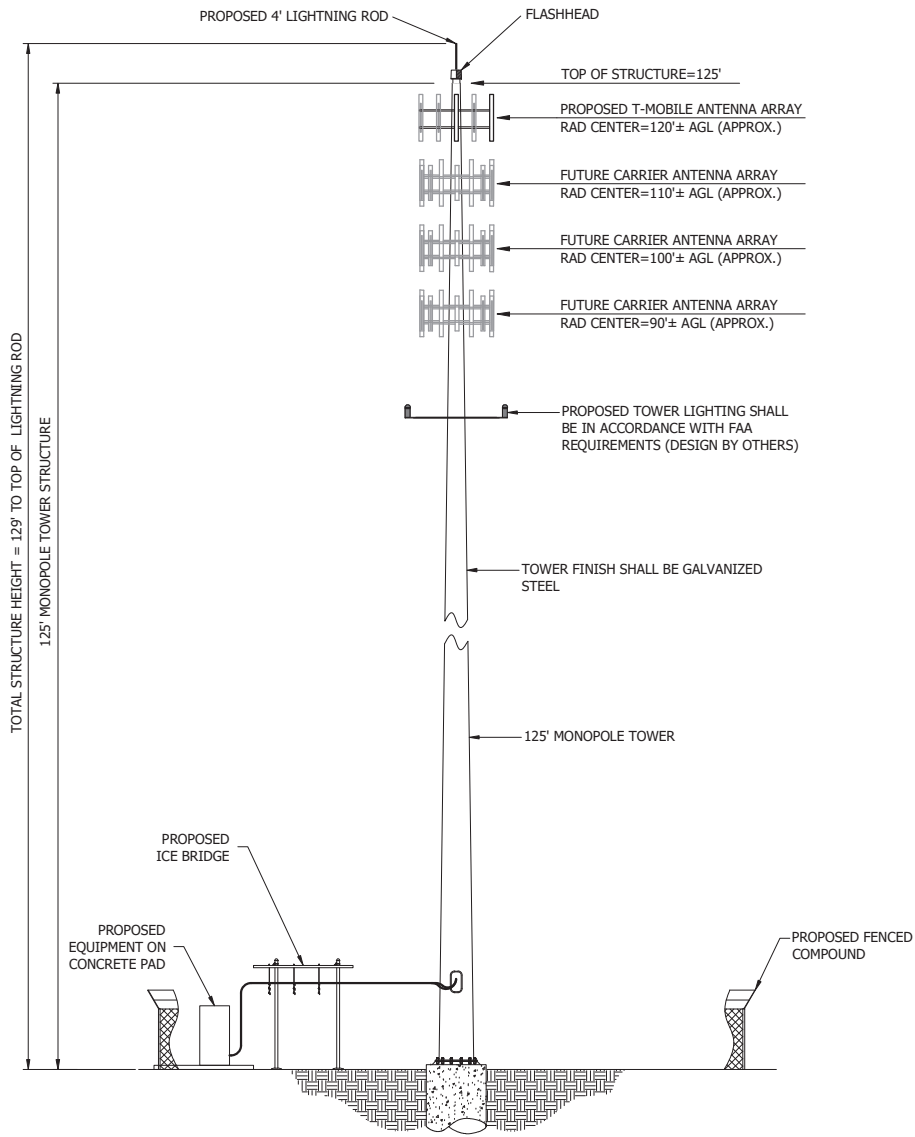 PROPOSED 4' LIGHTNING ROD
FLASHHEAD
TOP OF STRUCTURE=125'
PROPOSED T-MOBILE ANTENNA ARRAY
RAD CENTER=120'± AGL (APPROX.)
FUTURE CARRIER ANTENNA ARRAY
RAD CENTER=110'± AGL (APPROX.)
FUTURE CARRIER ANTENNA ARRAY
RAD CENTER=100'± AGL (APPROX.)
FUTURE CARRIER ANTENNA ARRAY
RAD CENTER=90'± AGL (APPROX.)
PROPOSED TOWER LIGHTING SHALL
BE IN ACCORDANCE WITH FAA
REQUIREMENTS (DESIGN BY OTHERS)
TOTAL STRUCTURE HEIGHT = 129' TO TOP OF LIGHTNING ROD
125' MONOPOLE TOWER STRUCTURE
TOWER FINISH SHALL BE GALVANIZED
STEEL
125' MONOPOLE TOWER
PROPOSED
ICE BRIDGE
PROPOSED
EQUIPMENT ON
CONCRETE PAD
PROPOSED FENCED
COMPOUND